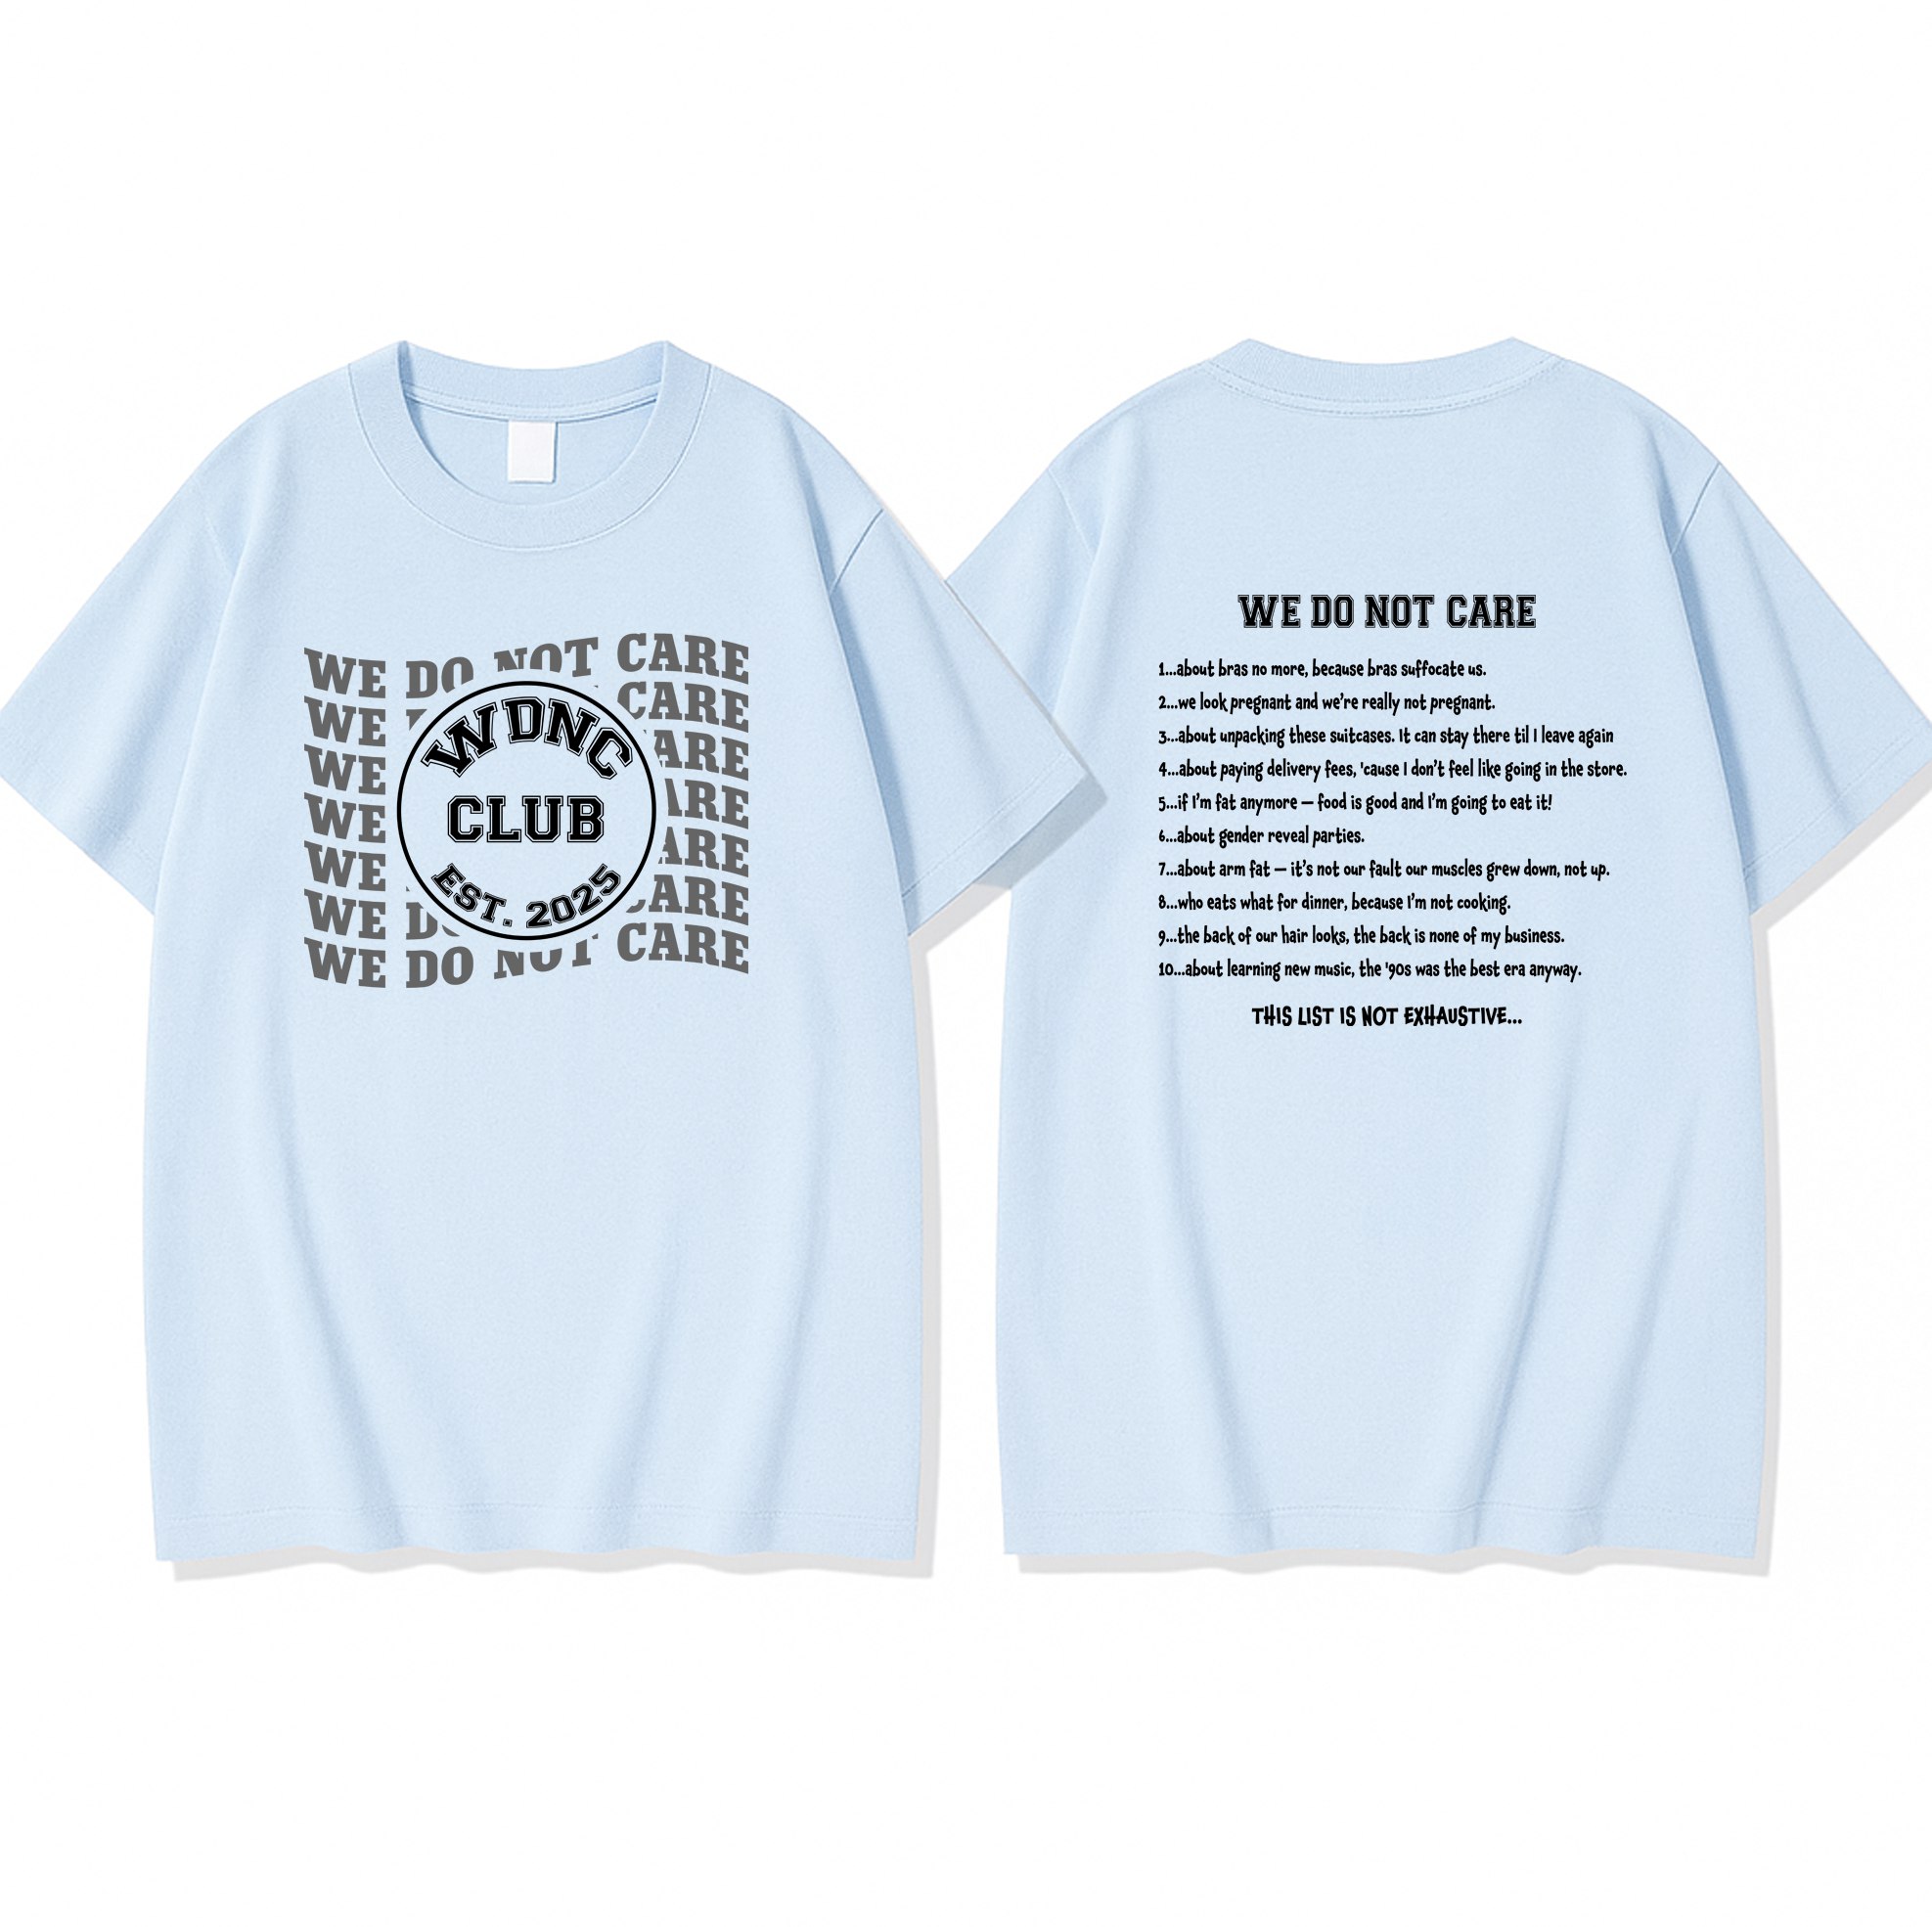 WE DO NOT CARE
WE CARE
WE CARE
WE ARE
WE ARE
WE DO CARE
WE DO NOT CARE
WDNC
CLUB
EST. 2025
WE DO NOT CARE
1...about bras no more, because bras suffocate us.
2...we look pregnant and we're really not pregnant.
3...about unpacking these suitcases. It can stay there til I leave again
4...about paying delivery fees, 'cause I don't feel like going in the store.
5...if I'm fat anymore — food is good and I'm going to eat it!
6...about gender reveal parties.
7...about arm fat — it's not our fault our muscles grew down, not up.
8...who eats what for dinner, because I'm not cooking.
9...the back of our hair looks, the back is none of my business.
10...about learning new music, the '90s was the best era anyway.
THIS LIST IS NOT EXHAUSTIVE...